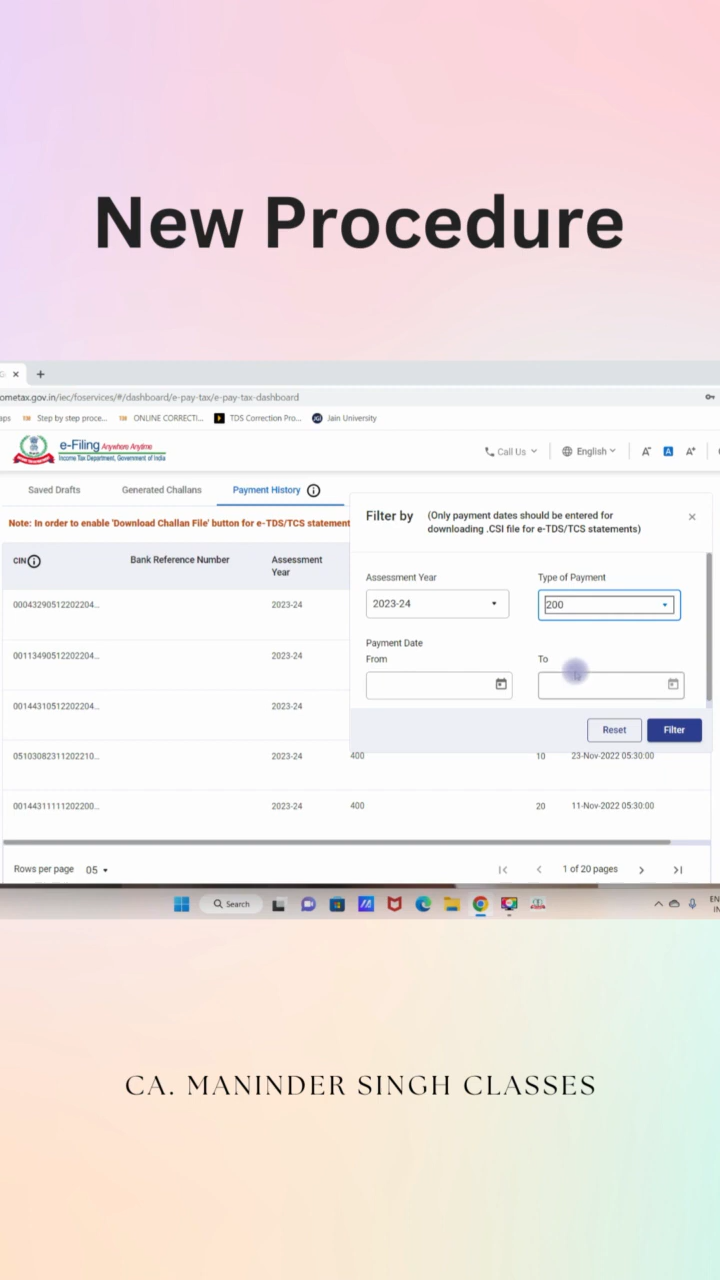 New Procedure
ometax.gov.in/iec/foservices/#/dashboard/e-pay-tax/e-pay-tax-dashboard
aps
Step by step proce...
ONLINE CORRECTI...
TDS Correction Pro...
Jain University
e-Filing Anywhere Anytime
Income Tax Department, Government of India
Call Us
English
A-
A
A+
Saved Drafts
Generated Challans
Payment History
Note: In order to enable 'Download Challan File' button for e-TDS/TCS statement
Filter by
(Only payment dates should be entered for
downloading .CSI file for e-TDS/TCS statements)
CIN
Bank Reference Number
Assessment
Year
Assessment Year
Type of Payment
2023-24
200
Payment Date
From
To
Reset
Filter
00043290512202204...
2023-24
00113490512202204...
2023-24
00144310512202204...
2023-24
05103082311202210...
2023-24
400
10
23-Nov-2022 05:30:00
00144311111202200...
2023-24
400
20
11-Nov-2022 05:30:00
Rows per page
05
1 of 20 pages
Search
EN
IN
CA. MANINDER SINGH CLASSES